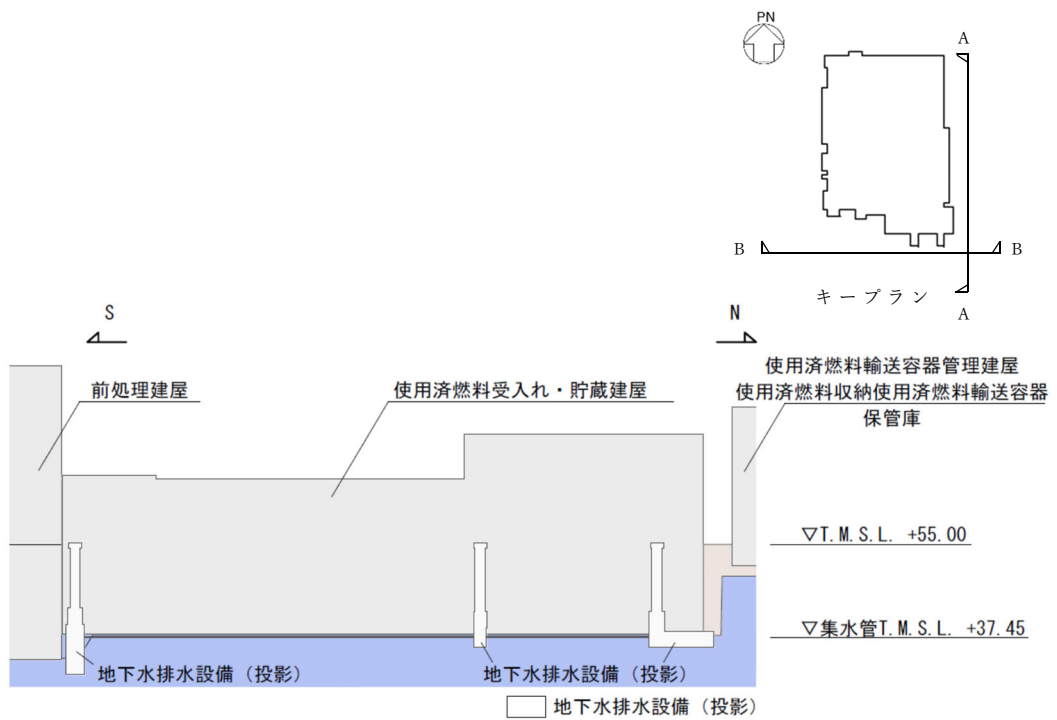 PN
A
B
B
キープラン
A
S
N
前処理建屋
使用済燃料受入れ・貯蔵建屋
使用済燃料輸送容器管理建屋
使用済燃料収納使用済燃料輸送容器
保管庫
▽T.M.S.L. +55.00
▽集水管T.M.S.L. +37.45
地下水排水設備（投影）
地下水排水設備（投影）
地下水排水設備（投影）